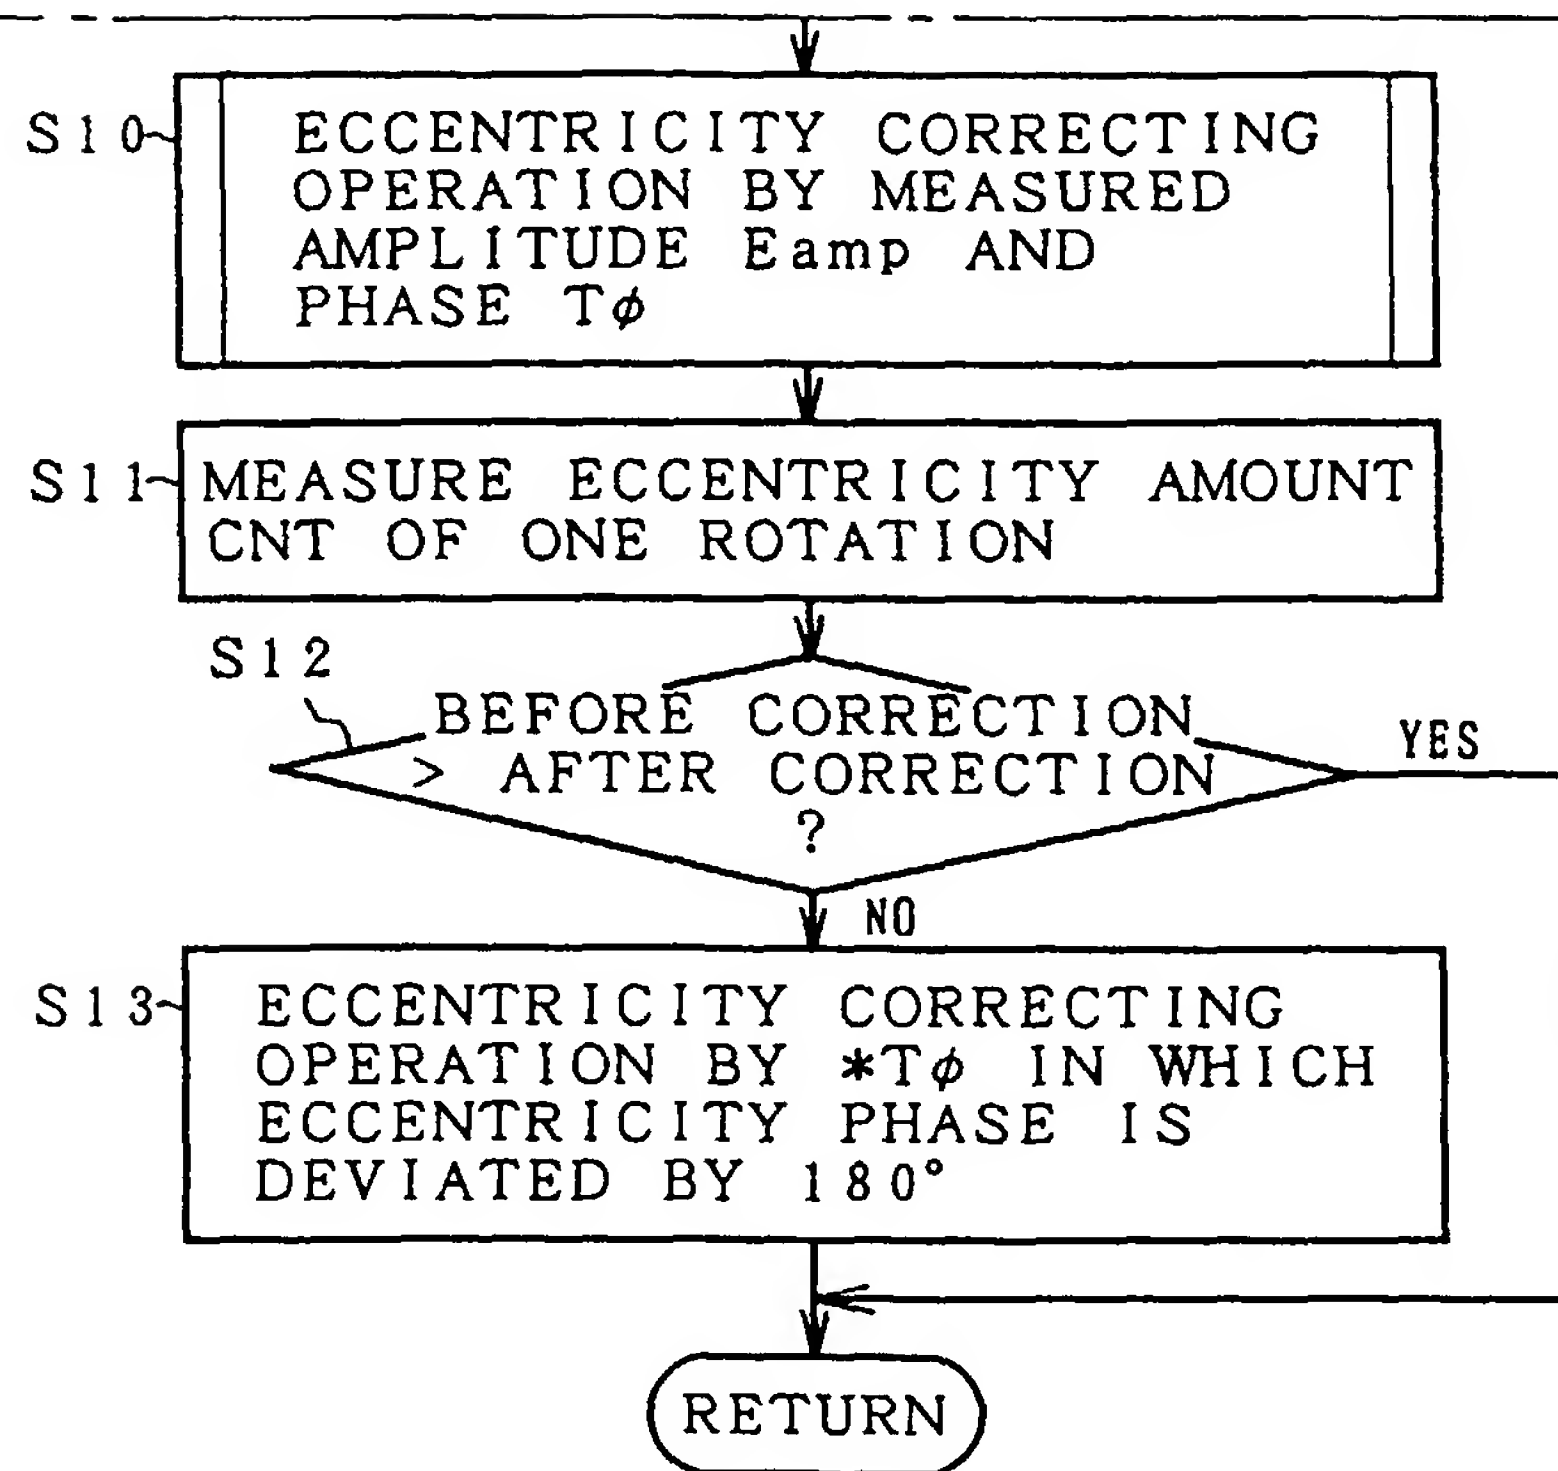 S10
ECCENTRICITY CORRECTING
OPERATION BY MEASURED
AMPLITUDE Eamp AND
PHASE Tϕ
S11
MEASURE ECCENTRICITY AMOUNT
CNT OF ONE ROTATION
S12
BEFORE CORRECTION
> AFTER CORRECTION
?
YES
NO
S13
ECCENTRICITY CORRECTING
OPERATION BY *Tϕ IN WHICH
ECCENTRICITY PHASE IS
DEVIATED BY 180°
RETURN